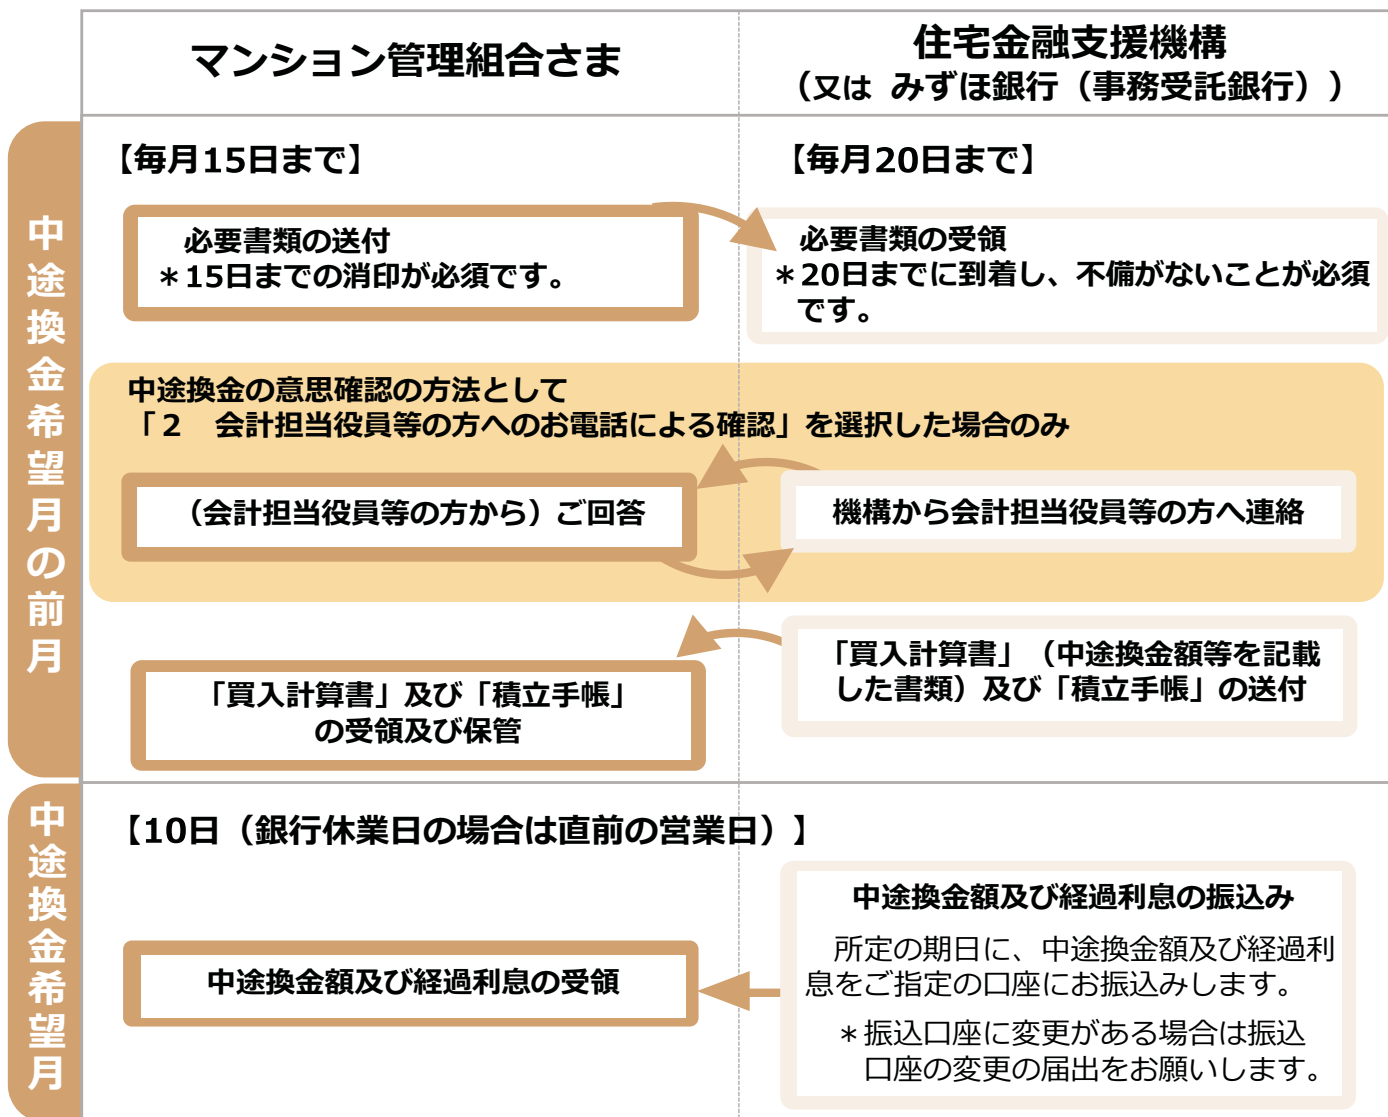 マンション管理組合さま
住宅金融支援機構
（又は みずほ銀行（事務受託銀行））
中途換金希望月の前月
【毎月15日まで】
【毎月20日まで】
必要書類の送付
＊15日までの消印が必須です。
必要書類の受領
＊20日までに到着し、不備がないことが必須
です。
中途換金の意思確認の方法として
「２　会計担当役員等の方へのお電話による確認」を選択した場合のみ
（会計担当役員等の方から）ご回答
機構から会計担当役員等の方へ連絡
「買入計算書」（中途換金額等を記載
した書類）及び「積立手帳」の送付
「買入計算書」及び「積立手帳」
の受領及び保管
中途換金希望月
【10日（銀行休業日の場合は直前の営業日）】
中途換金額及び経過利息の振込み
所定の期日に、中途換金額及び経過利
息をご指定の口座にお振込みします。
＊振込口座に変更がある場合は振込
口座の変更の届出をお願いします。
中途換金額及び経過利息の受領